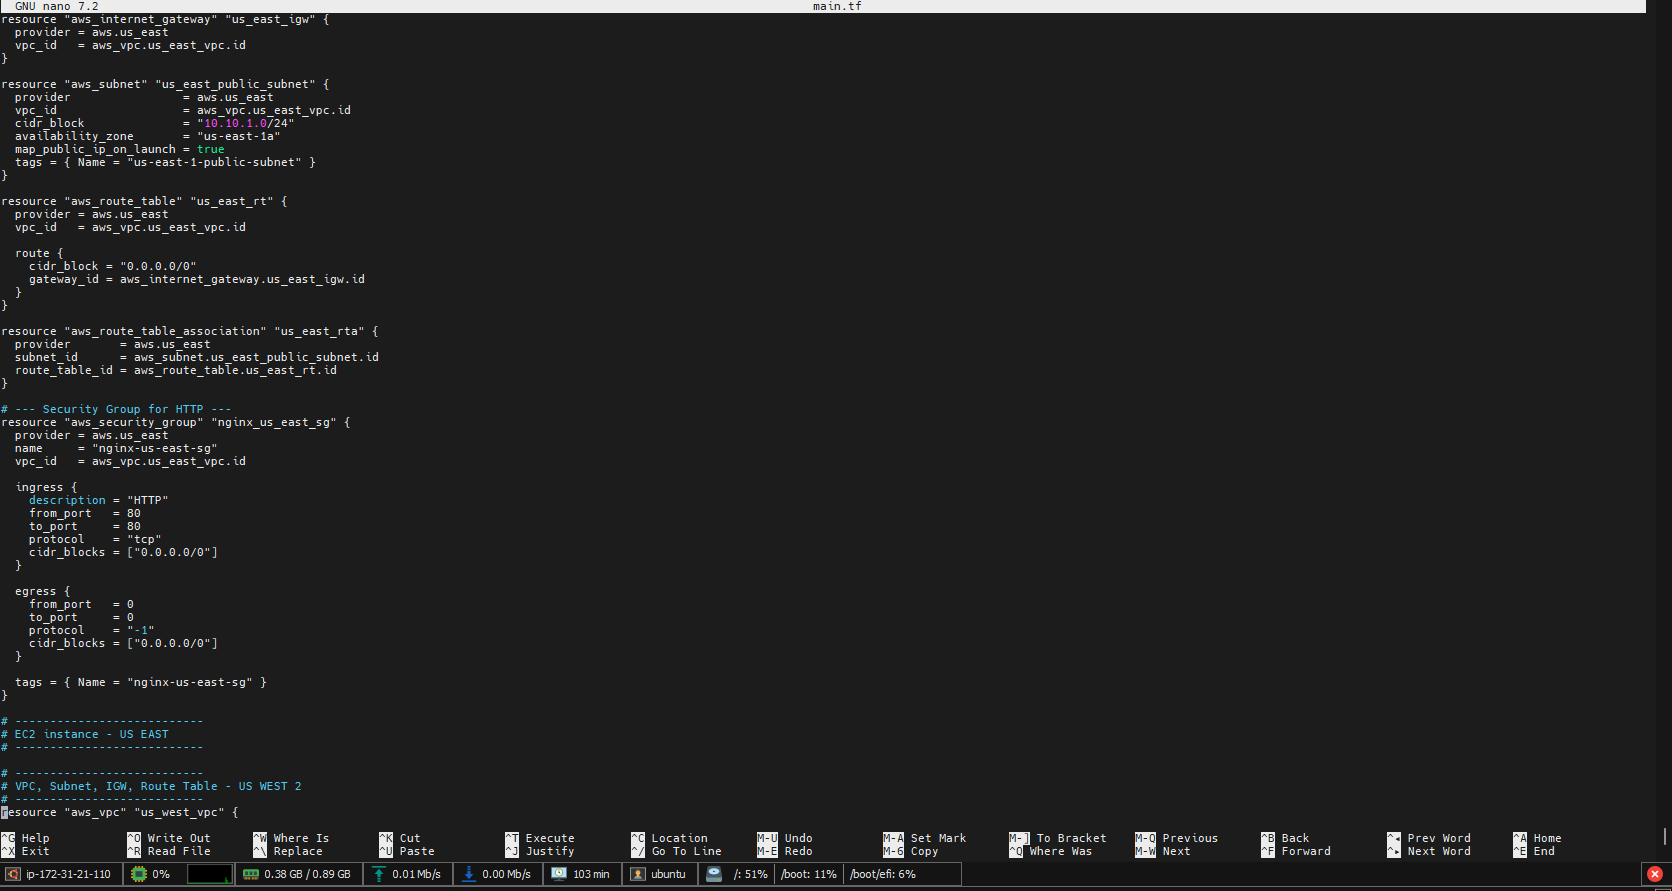 GNU nano 7.2 main.tf
resource "aws_internet_gateway" "us_east_igw" {
  provider = aws.us_east
  vpc_id   = aws_vpc.us_east_vpc.id
}

resource "aws_subnet" "us_east_public_subnet" {
  provider                = aws.us_east
  vpc_id                  = aws_vpc.us_east_vpc.id
  cidr_block              = "10.10.1.0/24"
  availability_zone       = "us-east-1a"
  map_public_ip_on_launch = true
  tags = { Name = "us-east-1-public-subnet" }
}

resource "aws_route_table" "us_east_rt" {
  provider = aws.us_east
  vpc_id   = aws_vpc.us_east_vpc.id

  route {
    cidr_block = "0.0.0.0/0"
    gateway_id = aws_internet_gateway.us_east_igw.id
  }
}

resource "aws_route_table_association" "us_east_rta" {
  provider       = aws.us_east
  subnet_id      = aws_subnet.us_east_public_subnet.id
  route_table_id = aws_route_table.us_east_rt.id
}

# --- Security Group for HTTP ---
resource "aws_security_group" "nginx_us_east_sg" {
  provider = aws.us_east
  name     = "nginx-us-east-sg"
  vpc_id   = aws_vpc.us_east_vpc.id

  ingress {
    description = "HTTP"
    from_port   = 80
    to_port     = 80
    protocol    = "tcp"
    cidr_blocks = ["0.0.0.0/0"]
  }

  egress {
    from_port   = 0
    to_port     = 0
    protocol    = "-1"
    cidr_blocks = ["0.0.0.0/0"]
  }

  tags = { Name = "nginx-us-east-sg" }
}

# ---------------------------
# EC2 instance - US EAST
# ---------------------------

# ---------------------------
# VPC, Subnet, IGW, Route Table - US WEST 2
# ---------------------------
resource "aws_vpc" "us_west_vpc" {

^G Help ^O Write Out ^W Where Is ^K Cut ^T Execute ^C Location M-U Undo M-A Set Mark M-] To Bracket M-Q Previous ^B Back ^◂ Prev Word ^A Home
^X Exit ^R Read File ^\ Replace ^U Paste ^J Justify ^/ Go To Line M-E Redo M-6 Copy ^Q Where Was M-W Next ^F Forward ^▸ Next Word ^E End
ip-172-31-21-110 0% 0.38 GB / 0.89 GB 0.01 Mb/s 0.00 Mb/s 103 min ubuntu /: 51% /boot: 11% /boot/efi: 6%